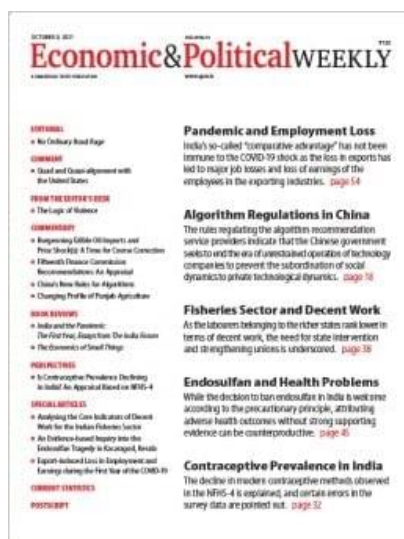 OCTOBER 9, 2021
Economic&PoliticalWEEKLY
EDITORIAL
No Ordinary Road Rage
COMMENT
Quad and Quasi-alignment with
the United States
FROM THE EDITOR'S DESK
The Logic of Violence
COMMENTARY
Burgeoning Edible Oil Imports and
Price Shock(s): A Time for Course Correction
Fifteenth Finance Commission
Recommendations: An Appraisal
China's New Rules for Algorithms
Changing Profile of Punjab Agriculture
BOOK REVIEWS
India and the Pandemic:
The First Year, Essays from The India Forum
The Economics of Small Things
PERSPECTIVES
Is Contraceptive Prevalence Declining
in India? An Appraisal Based on NFHS-4
SPECIAL ARTICLES
Analysing the Core Indicators of Decent
Work for the Indian Fisheries Sector
An Evidence-based Inquiry into the
Endosulfan Tragedy in Kasaragod, Kerala
Export-induced Loss in Employment and
Earnings during the First Year of the COVID-19
CURRENT STATISTICS
POSTSCRIPT
Pandemic and Employment Loss
India's so-called "comparative advantage" has not been
immune to the COVID-19 shock as the loss in exports has
led to major job losses and loss of earnings of the
employees in the exporting industries. page 54
Algorithm Regulations in China
The rules regulating the algorithm recommendation
service providers indicate that the Chinese government
seeks to end the era of unrestrained operation of technology
companies to prevent the subordination of social
dynamics to private technological dynamics. page 18
Fisheries Sector and Decent Work
As the labourers belonging to the richer states rank lower in
terms of decent work, the need for state intervention
and strengthening unions is underscored. page 38
Endosulfan and Health Problems
While the decision to ban endosulfan in India is welcome
according to the precautionary principle, attributing
adverse health outcomes without strong supporting
evidence can be counterproductive. page 45
Contraceptive Prevalence in India
The decline in modern contraceptive methods observed
in the NFHS-4 is explained, and certain errors in the
survey data are pointed out. page 32